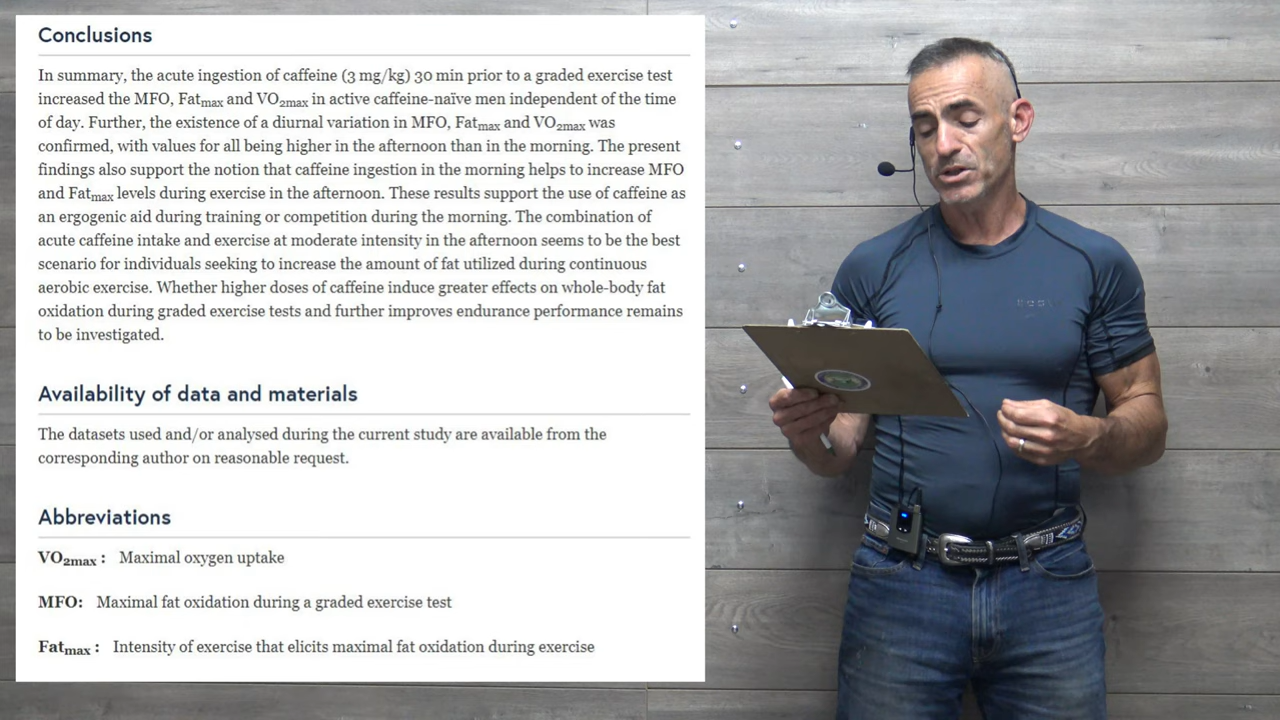 Conclusions
In summary, the acute ingestion of caffeine (3 mg/kg) 30 min prior to a graded exercise test
increased the MFO, Fatmax and VO2max in active caffeine-naïve men independent of the time
of day. Further, the existence of a diurnal variation in MFO, Fatmax and VO2max was
confirmed, with values for all being higher in the afternoon than in the morning. The present
findings also support the notion that caffeine ingestion in the morning helps to increase MFO
and Fatmax levels during exercise in the afternoon. These results support the use of caffeine as
an ergogenic aid during training or competition during the morning. The combination of
acute caffeine intake and exercise at moderate intensity in the afternoon seems to be the best
scenario for individuals seeking to increase the amount of fat utilized during continuous
aerobic exercise. Whether higher doses of caffeine induce greater effects on whole-body fat
oxidation during graded exercise tests and further improves endurance performance remains
to be investigated.
Availability of data and materials
The datasets used and/or analysed during the current study are available from the
corresponding author on reasonable request.
Abbreviations
VO2max : Maximal oxygen uptake
MFO: Maximal fat oxidation during a graded exercise test
Fatmax : Intensity of exercise that elicits maximal fat oxidation during exercise